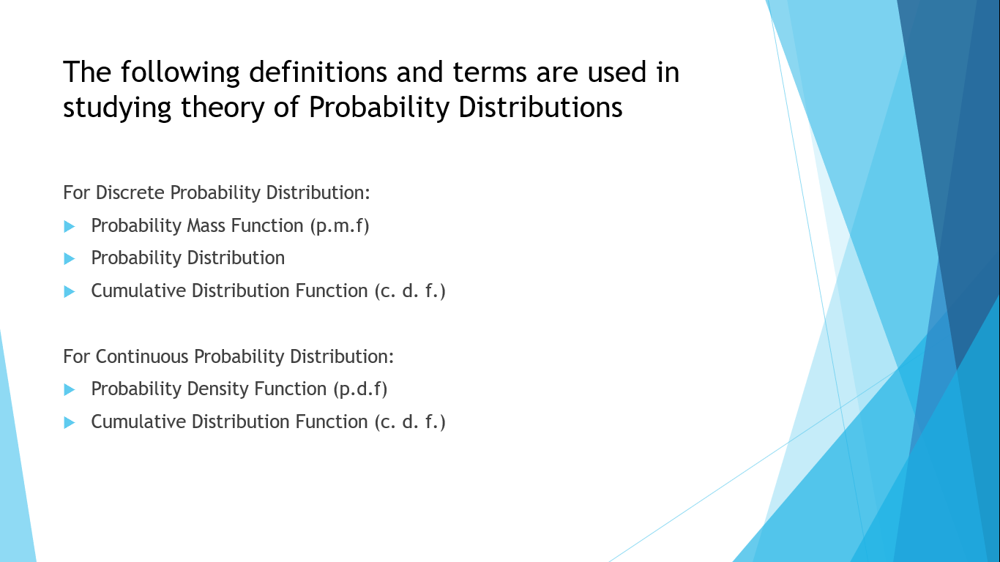 The following definitions and terms are used in
studying theory of Probability Distributions
For Discrete Probability Distribution:
Probability Mass Function (p.m.f)
Probability Distribution
Cumulative Distribution Function (c. d. f.)
For Continuous Probability Distribution:
Probability Density Function (p.d.f)
Cumulative Distribution Function (c. d. f.)